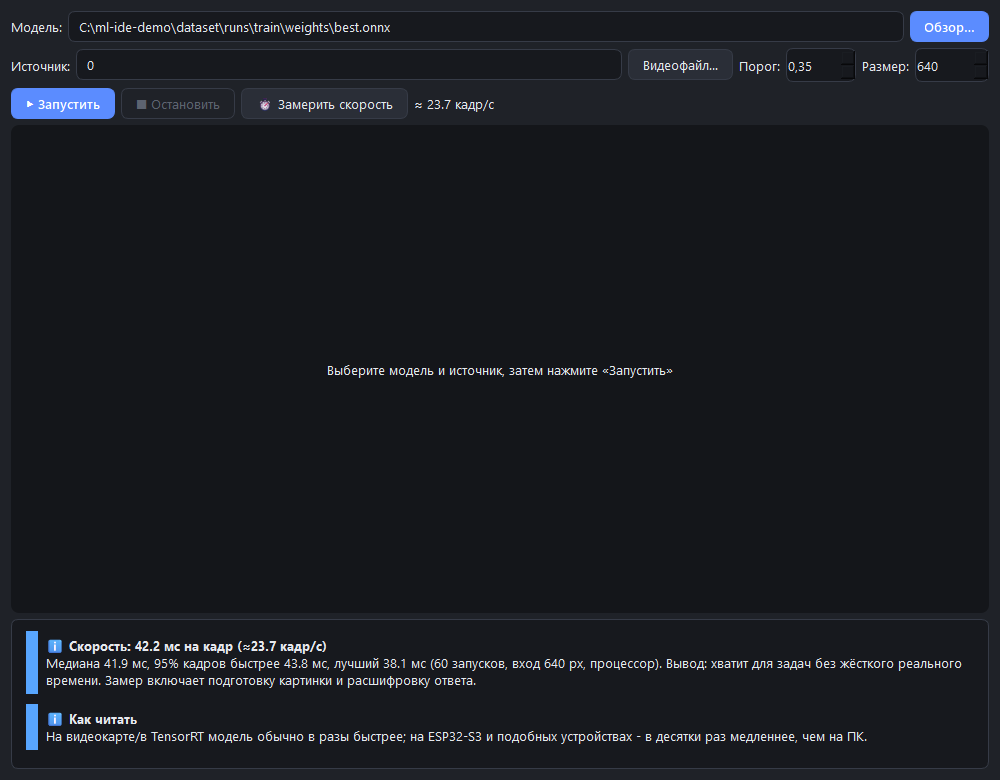 Модель: C:\ml-ide-demo\dataset\runs\train\weights\best.onnx Обзор...
Источник: 0 Видеофайл... Порог: 0,35 Размер: 640
Запустить Остановить Замерить скорость ≈ 23.7 кадр/с
Выберите модель и источник, затем нажмите «Запустить»
Скорость: 42.2 мс на кадр (≈23.7 кадр/с)
Медиана 41.9 мс, 95% кадров быстрее 43.8 мс, лучший 38.1 мс (60 запусков, вход 640 px, процессор). Вывод: хватит для задач без жёсткого реального
времени. Замер включает подготовку картинки и расшифровку ответа.
Как читать
На видеокарте/в TensorRT модель обычно в разы быстрее; на ESP32-S3 и подобных устройствах - в десятки раз медленнее, чем на ПК.